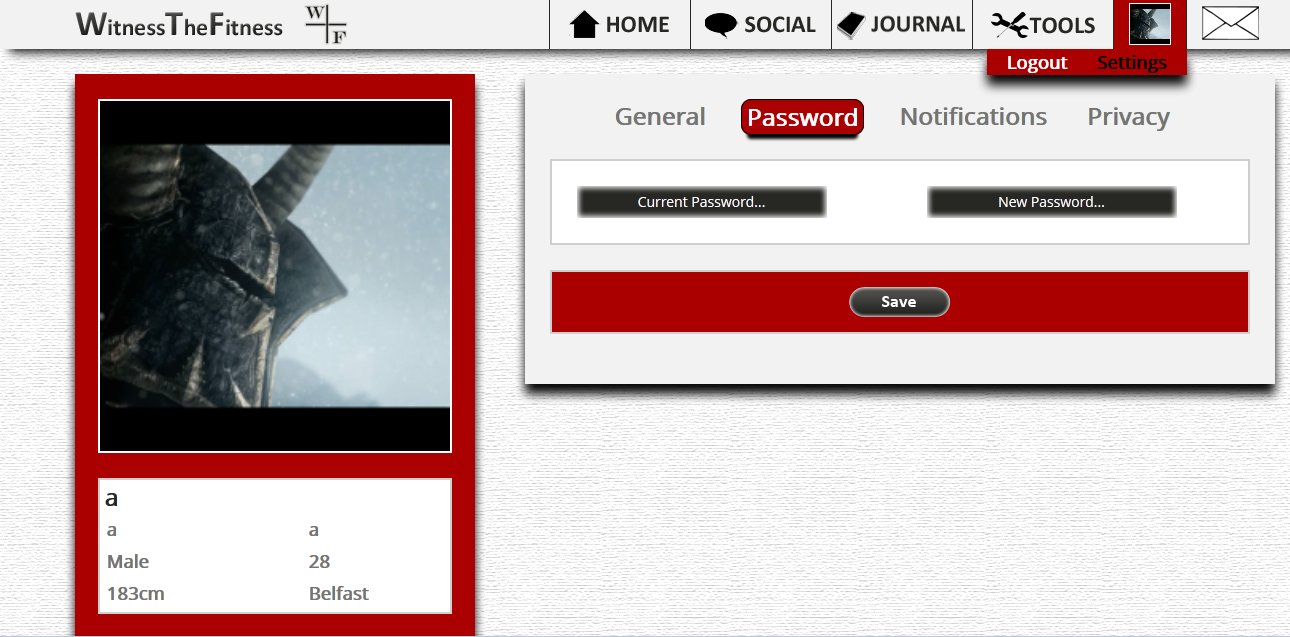 WitnessTheFitness W F HOME SOCIAL JOURNAL TOOLS
Logout Settings
General Password Notifications Privacy
Current Password... New Password...
Save
a
a a
Male 28
183cm Belfast